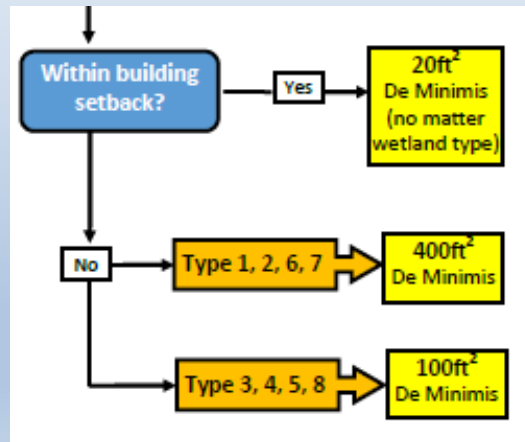 Within building
setback?
Yes
20ft²
De Minimis
(no matter
wetland type)
No
Type 1, 2, 6, 7
400ft²
De Minimis
Type 3, 4, 5, 8
100ft²
De Minimis